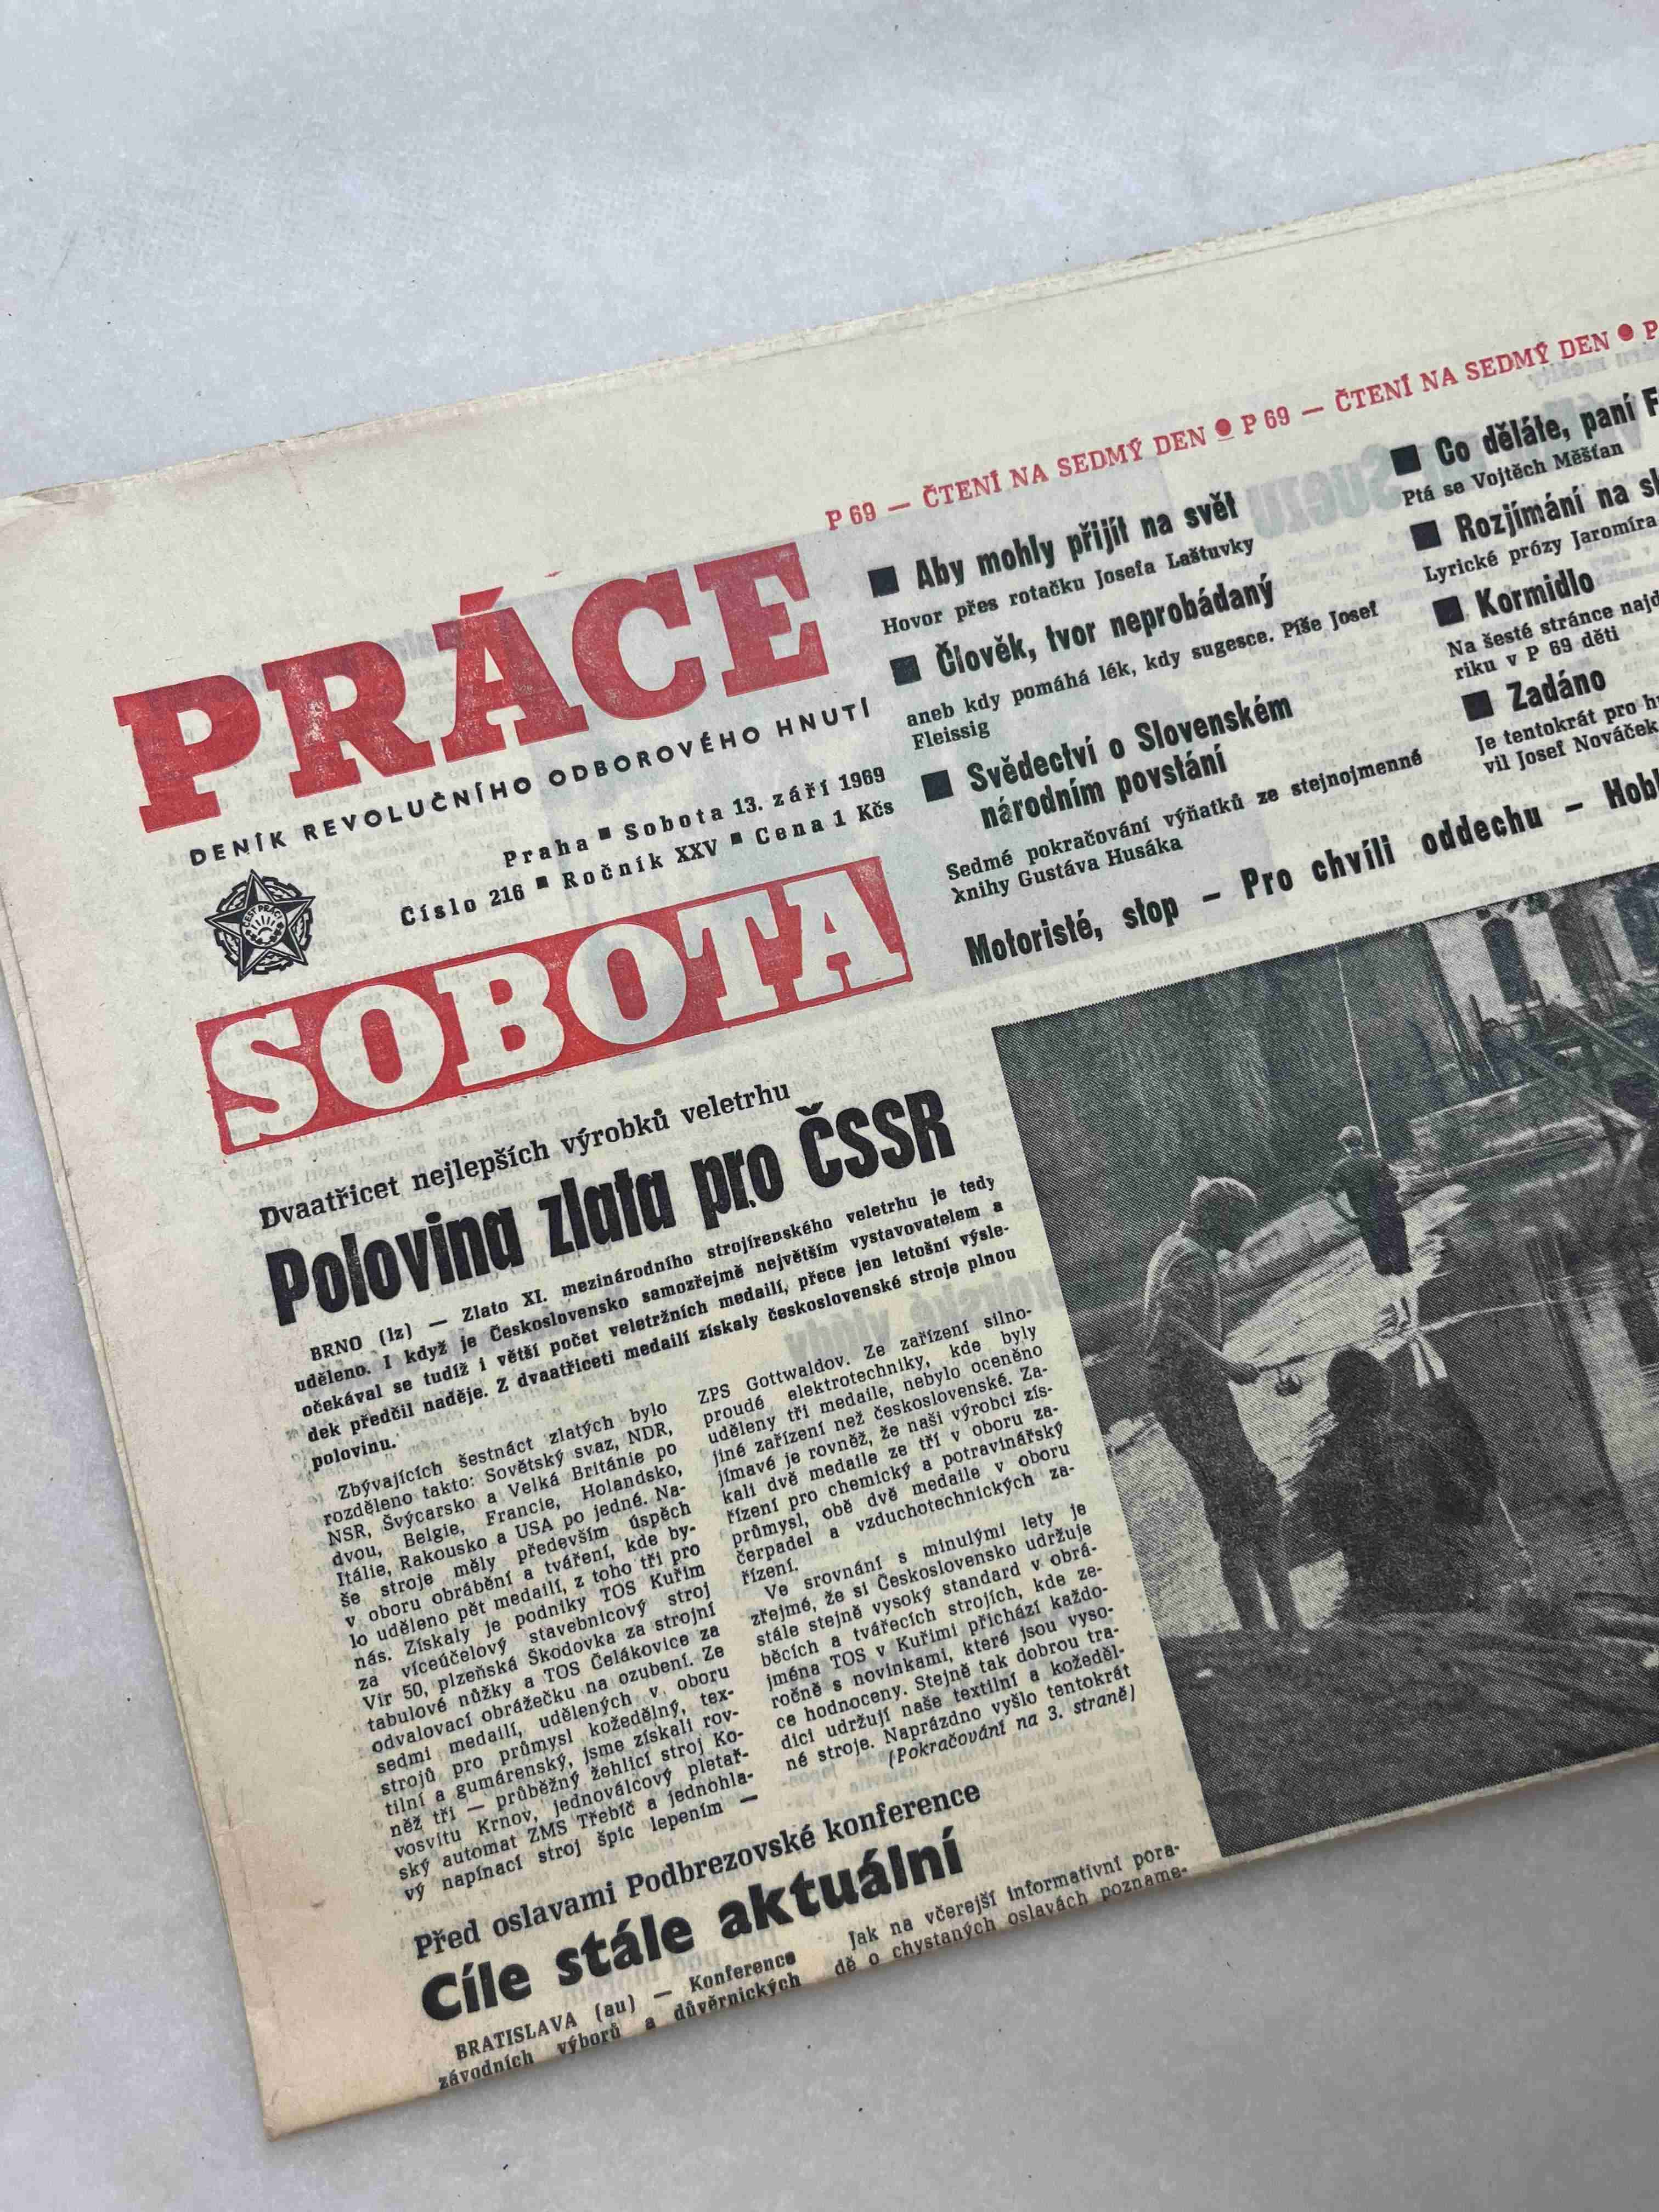 P 69 — ČTENÍ NA SEDMÝ DEN ● P 69 — ČTENÍ NA SEDMÝ DEN ● P
PRÁCE
DENÍK REVOLUČNÍHO ODBOROVÉHO HNUTÍ
Praha ■ Sobota 13. září 1969
Číslo 216 ■ Ročník XXV ■ Cena 1 Kčs
ČEST PRÁCI
SOBOTA
■ Aby mohly přijít na svět
Hovor přes rotačku Josefa Laštuvky
■ Člověk, tvor neprobádaný
aneb kdy pomáhá lék, kdy sugesce. Píše Josef
Fleissig
■ Svědectví o Slovenském
národním povstání
Sedmé pokračování výňatků ze stejnojmenné
knihy Gustáva Husáka
■ Co děláte, paní F
Ptá se Vojtěch Měšťan
■ Rozjímání na sk
Lyrické prózy Jaromíra
■ Kormidlo
Na šesté stránce najd
riku v P 69 děti
■ Zadáno
Je tentokrát pro h
vil Josef Nováček
Motoristé, stop — Pro chvíli oddechu — Hobb
Dvaatřicet nejlepších výrobků veletrhu
Polovina zlata pro ČSSR
BRNO (lz) — Zlato XI. mezinárodního strojírenského veletrhu je tedy
uděleno. I když je Československo samozřejmě největším vystavovatelem a
očekával se tudíž i větší počet veletržních medailí, přece jen letošní výsle-
dek předčil naděje. Z dvaatřiceti medailí získaly československé stroje plnou
polovinu.
Zbývajících šestnáct zlatých bylo
rozděleno takto: Sovětský svaz, NDR,
NSR, Švýcarsko a Velká Británie po
dvou, Belgie, Francie, Holandsko,
Itálie, Rakousko a USA po jedné. Na-
še stroje měly především úspěch
v oboru obrábění a tváření, kde by-
lo uděleno pět medailí, z toho tři pro
nás. Získaly je podniky TOS Kuřim
za víceúčelový stavebnicový stroj
Vir 50, plzeňská Škodovka za strojní
tabulové nůžky a TOS Čelákovice za
odvalovací obrážečku na ozubení. Ze
sedmi medailí, udělených v oboru
strojů pro průmysl kožedělný, tex-
tilní a gumárenský, jsme získali rov-
něž tři — průběžný žehlicí stroj Ko-
vosvitu Krnov, jednoválcový pletař-
ský automat ZMS Třebíč a jednohla-
vý napínací stroj špic lepením —
ZPS Gottwaldov. Ze zařízení silno-
proudé elektrotechniky, kde byly
uděleny tři medaile, nebylo oceněno
jiné zařízení než československé. Za-
jímavé je rovněž, že naši výrobci zís-
kali dvě medaile ze tří v oboru za-
řízení pro chemický a potravinářský
průmysl, obě dvě medaile v oboru
čerpadel a vzduchotechnických za-
řízení.
Ve srovnání s minulými lety je
zřejmé, že si Československo udržuje
stále stejně vysoký standard v obrá-
běcích a tvářecích strojích, kde ze-
jména TOS v Kuřimi přichází každo-
ročně s novinkami, které jsou vyso-
ce hodnoceny. Stejně tak dobrou tra-
dici udržují naše textilní a kožeděl-
né stroje. Naprázdno vyšlo tentokrát
(Pokračování na 3. straně)
Před oslavami Podbrezovské konference
Cíle stále aktuální
BRATISLAVA (au) — Konference
závodních výborů a důvěrnických
Jak na včerejší informativní pora-
dě o chystaných oslavách pozname-